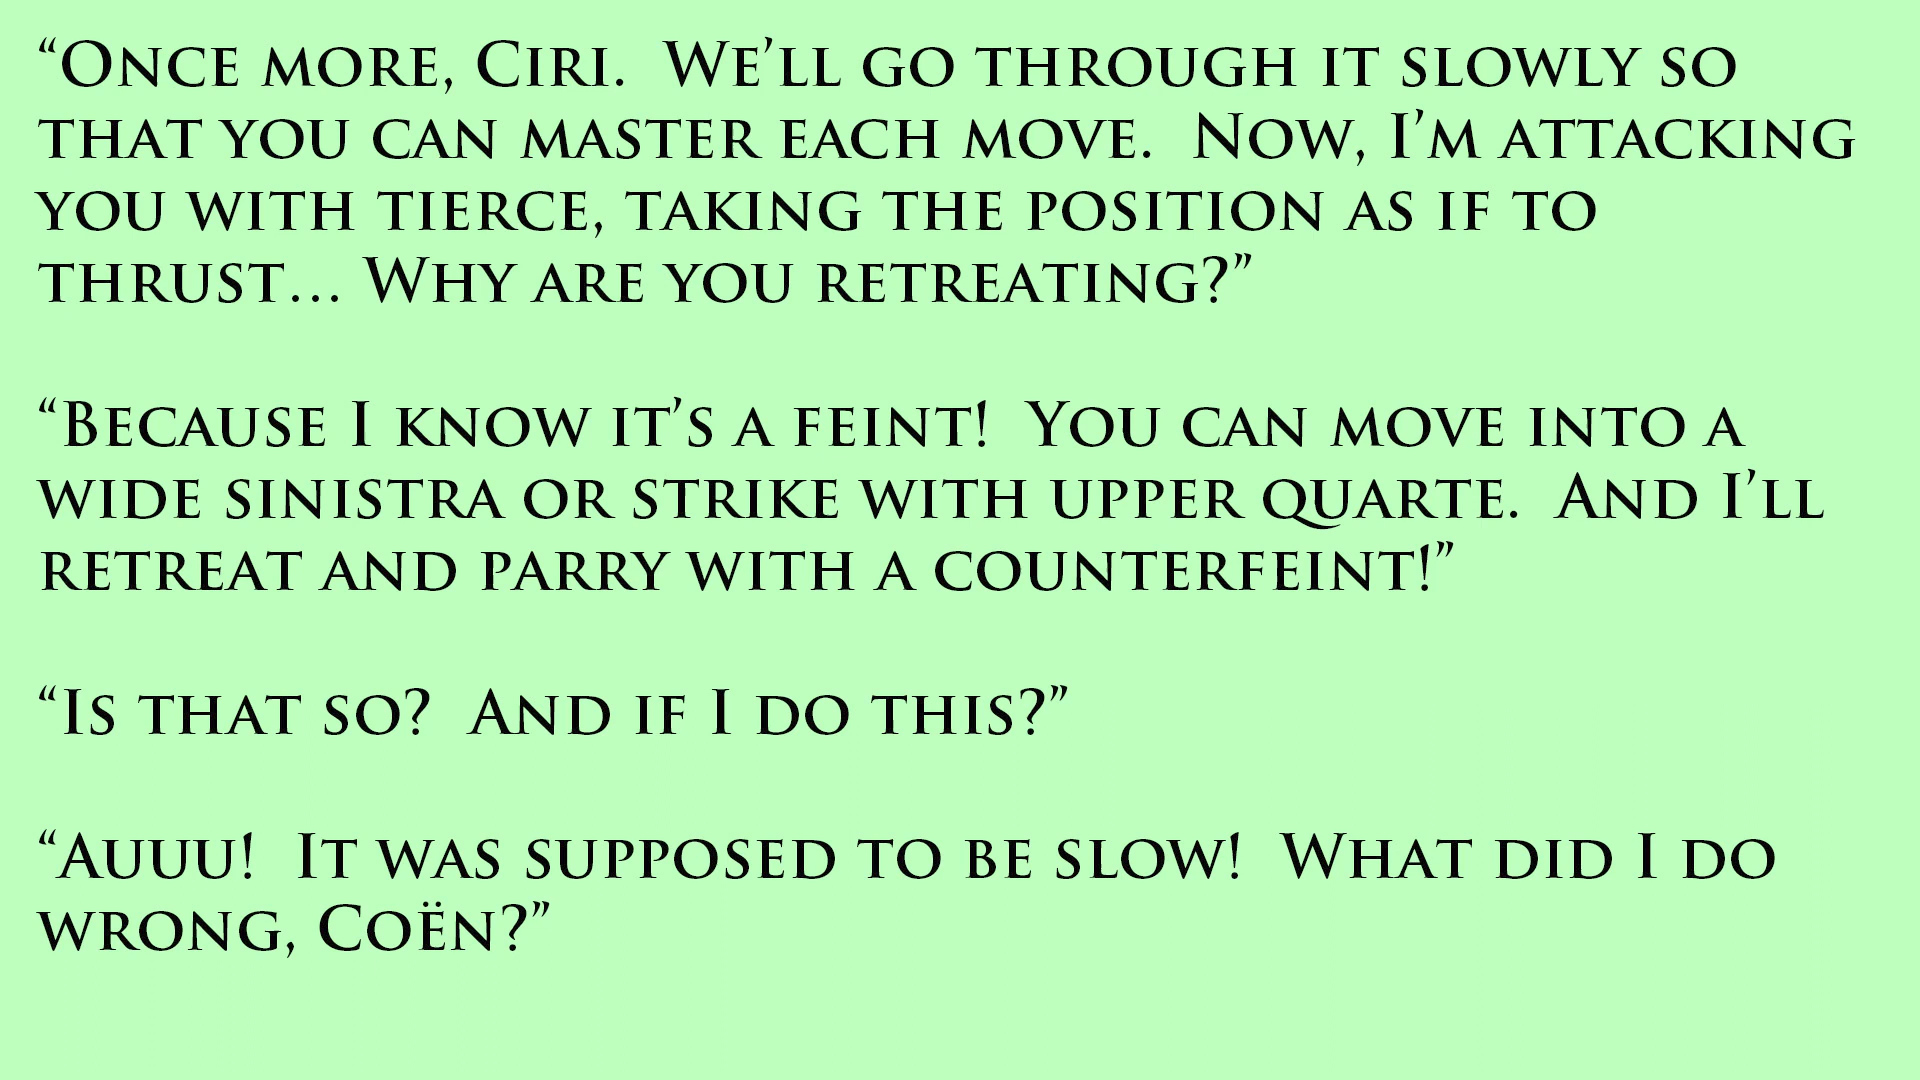 “Once more, Ciri.  We’ll go through it slowly so
that you can master each move.  Now, I’m attacking
you with tierce, taking the position as if to
thrust… Why are you retreating?”
“Because I know it’s a feint!  You can move into a
wide sinistra or strike with upper quarte.  And I’ll
retreat and parry with a counterfeint!”
“Is that so?  And if I do this?”
“Auuu!  It was supposed to be slow!  What did I do
wrong, Coën?”